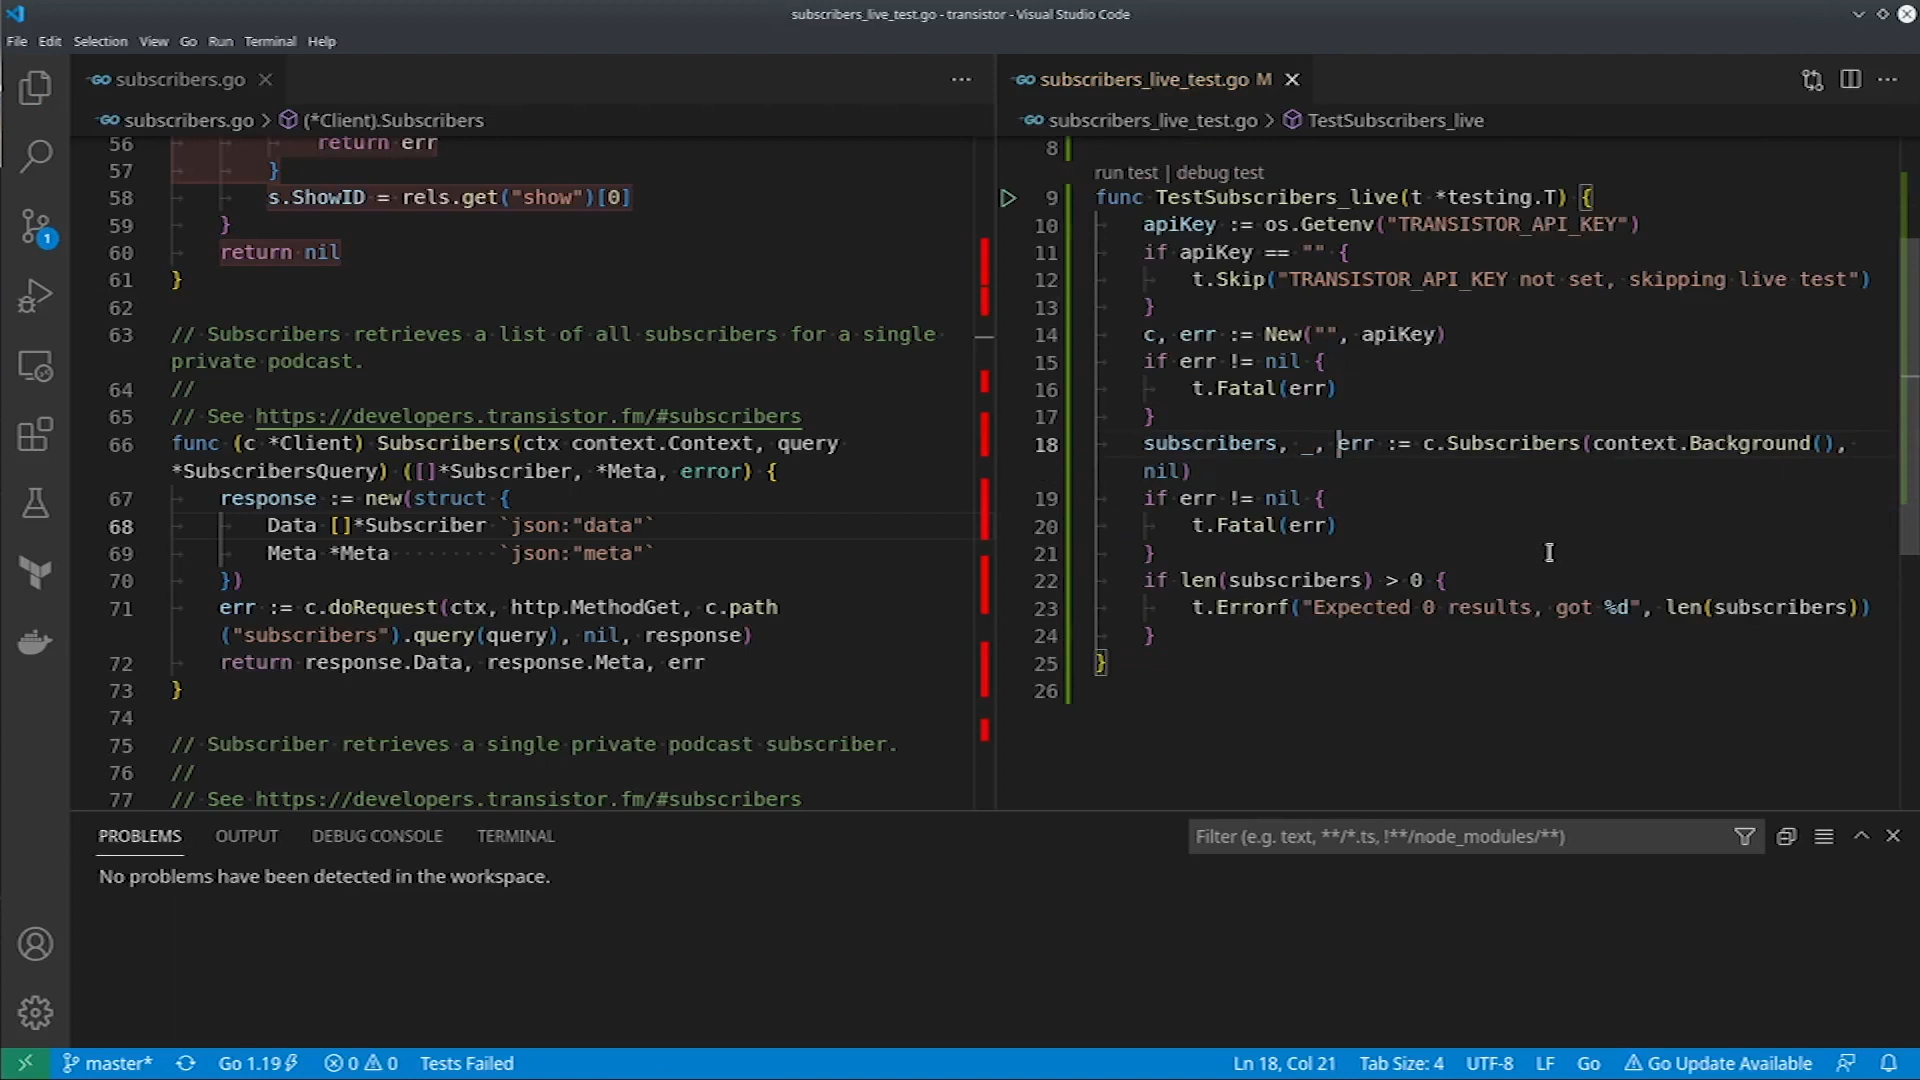 subscribers_live_test.go - transistor - Visual Studio Code
File Edit Selection View Go Run Terminal Help
subscribers.go
subscribers.go > (*Client).Subscribers
56 return err
57 }
58 s.ShowID = rels.get("show")[0]
59 }
60 return nil
61 }
62
63 // Subscribers retrieves a list of all subscribers for a single
private podcast.
64 //
65 // See https://developers.transistor.fm/#subscribers
66 func (c *Client) Subscribers(ctx context.Context, query
*SubscribersQuery) ([]*Subscriber, *Meta, error) {
67 response := new(struct {
68 Data []*Subscriber `json:"data"`
69 Meta *Meta `json:"meta"`
70 })
71 err := c.doRequest(ctx, http.MethodGet, c.path
("subscribers").query(query), nil, response)
72 return response.Data, response.Meta, err
73 }
74
75 // Subscriber retrieves a single private podcast subscriber.
76 //
77 // See https://developers.transistor.fm/#subscribers
subscribers_live_test.go M
subscribers_live_test.go > TestSubscribers_live
8
run test | debug test
9 func TestSubscribers_live(t *testing.T) {
10 apiKey := os.Getenv("TRANSISTOR_API_KEY")
11 if apiKey == "" {
12 t.Skip("TRANSISTOR_API_KEY not set, skipping live test")
13 }
14 c, err := New("", apiKey)
15 if err != nil {
16 t.Fatal(err)
17 }
18 subscribers, _, err := c.Subscribers(context.Background(),
nil)
19 if err != nil {
20 t.Fatal(err)
21 }
22 if len(subscribers) > 0 {
23 t.Errorf("Expected 0 results, got %d", len(subscribers))
24 }
25 }
26
1
PROBLEMS OUTPUT DEBUG CONSOLE TERMINAL
Filter (e.g. text, **/*.ts, !**/node_modules/**)
No problems have been detected in the workspace.
master* Go 1.19 0 0 Tests Failed
Ln 18, Col 21 Tab Size: 4 UTF-8 LF Go Go Update Available